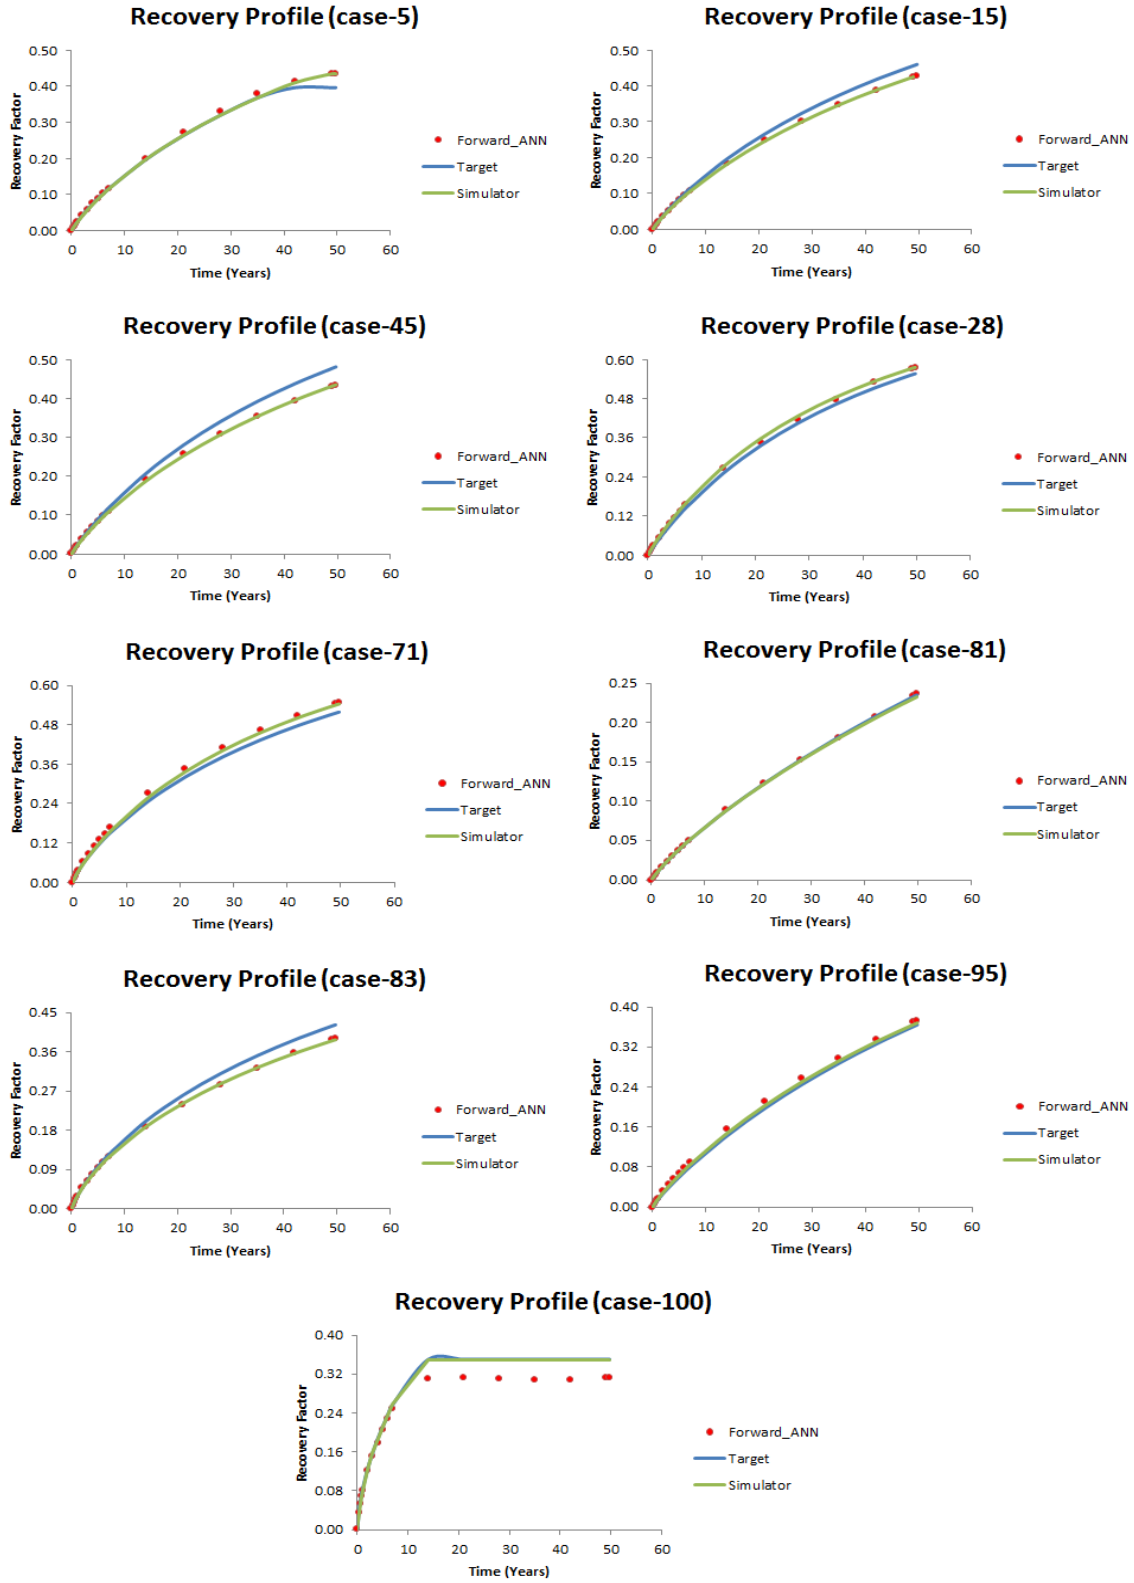 Recovery Profile (case-5)
Recovery Factor
0.50
0.40
0.30
0.20
0.10
0.00
0 10 20 30 40 50 60
Time (Years)
Forward_ANN
Target
Simulator
Recovery Profile (case-15)
Recovery Factor
0.50
0.40
0.30
0.20
0.10
0.00
0 10 20 30 40 50 60
Time (Years)
Forward_ANN
Target
Simulator
Recovery Profile (case-45)
Recovery Factor
0.50
0.40
0.30
0.20
0.10
0.00
0 10 20 30 40 50 60
Time (Years)
Forward_ANN
Target
Simulator
Recovery Profile (case-28)
Recovery Factor
0.60
0.48
0.36
0.24
0.12
0.00
0 10 20 30 40 50 60
Time (Years)
Forward_ANN
Target
Simulator
Recovery Profile (case-71)
Recovery Factor
0.60
0.48
0.36
0.24
0.12
0.00
0 10 20 30 40 50 60
Time (Years)
Forward_ANN
Target
Simulator
Recovery Profile (case-81)
Recovery Factor
0.25
0.20
0.15
0.10
0.05
0.00
0 10 20 30 40 50 60
Time (Years)
Forward_ANN
Target
Simulator
Recovery Profile (case-83)
Recovery Factor
0.45
0.36
0.27
0.18
0.09
0.00
0 10 20 30 40 50 60
Time (Years)
Forward_ANN
Target
Simulator
Recovery Profile (case-95)
Recovery Factor
0.40
0.32
0.24
0.16
0.08
0.00
0 10 20 30 40 50 60
Time (Years)
Forward_ANN
Target
Simulator
Recovery Profile (case-100)
Recovery Factor
0.40
0.32
0.24
0.16
0.08
0.00
0 10 20 30 40 50 60
Time (Years)
Forward_ANN
Target
Simulator